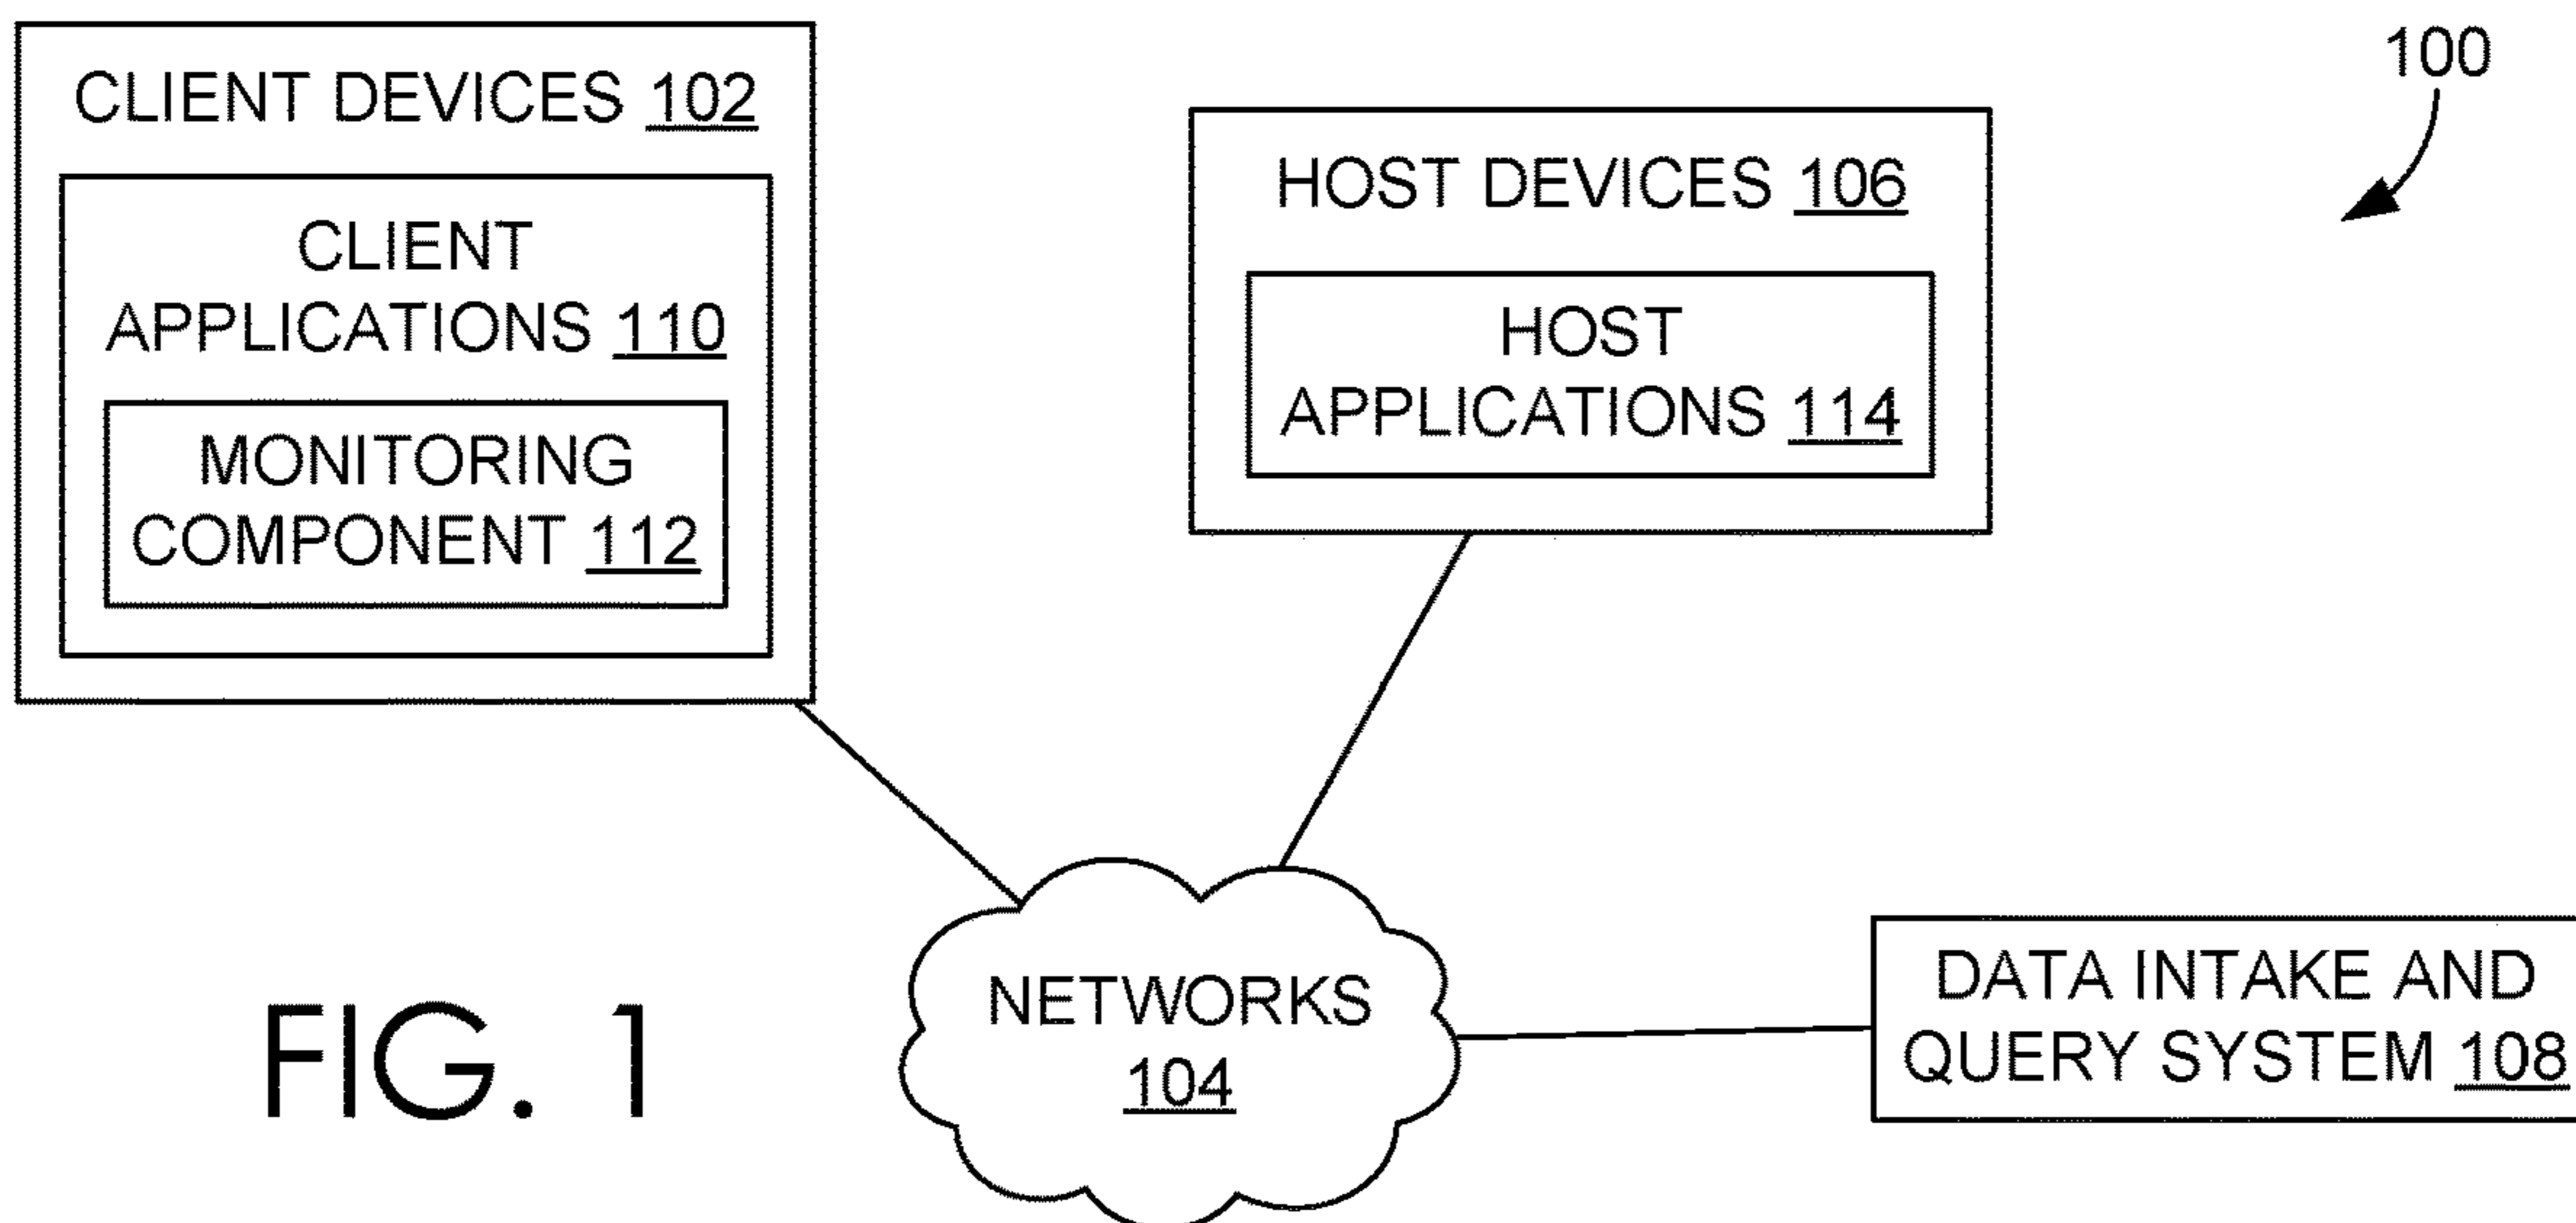 100
CLIENT DEVICES 102
CLIENT
APPLICATIONS 110
MONITORING
COMPONENT 112
HOST DEVICES 106
HOST
APPLICATIONS 114
NETWORKS
104
DATA INTAKE AND
QUERY SYSTEM 108
FIG. 1